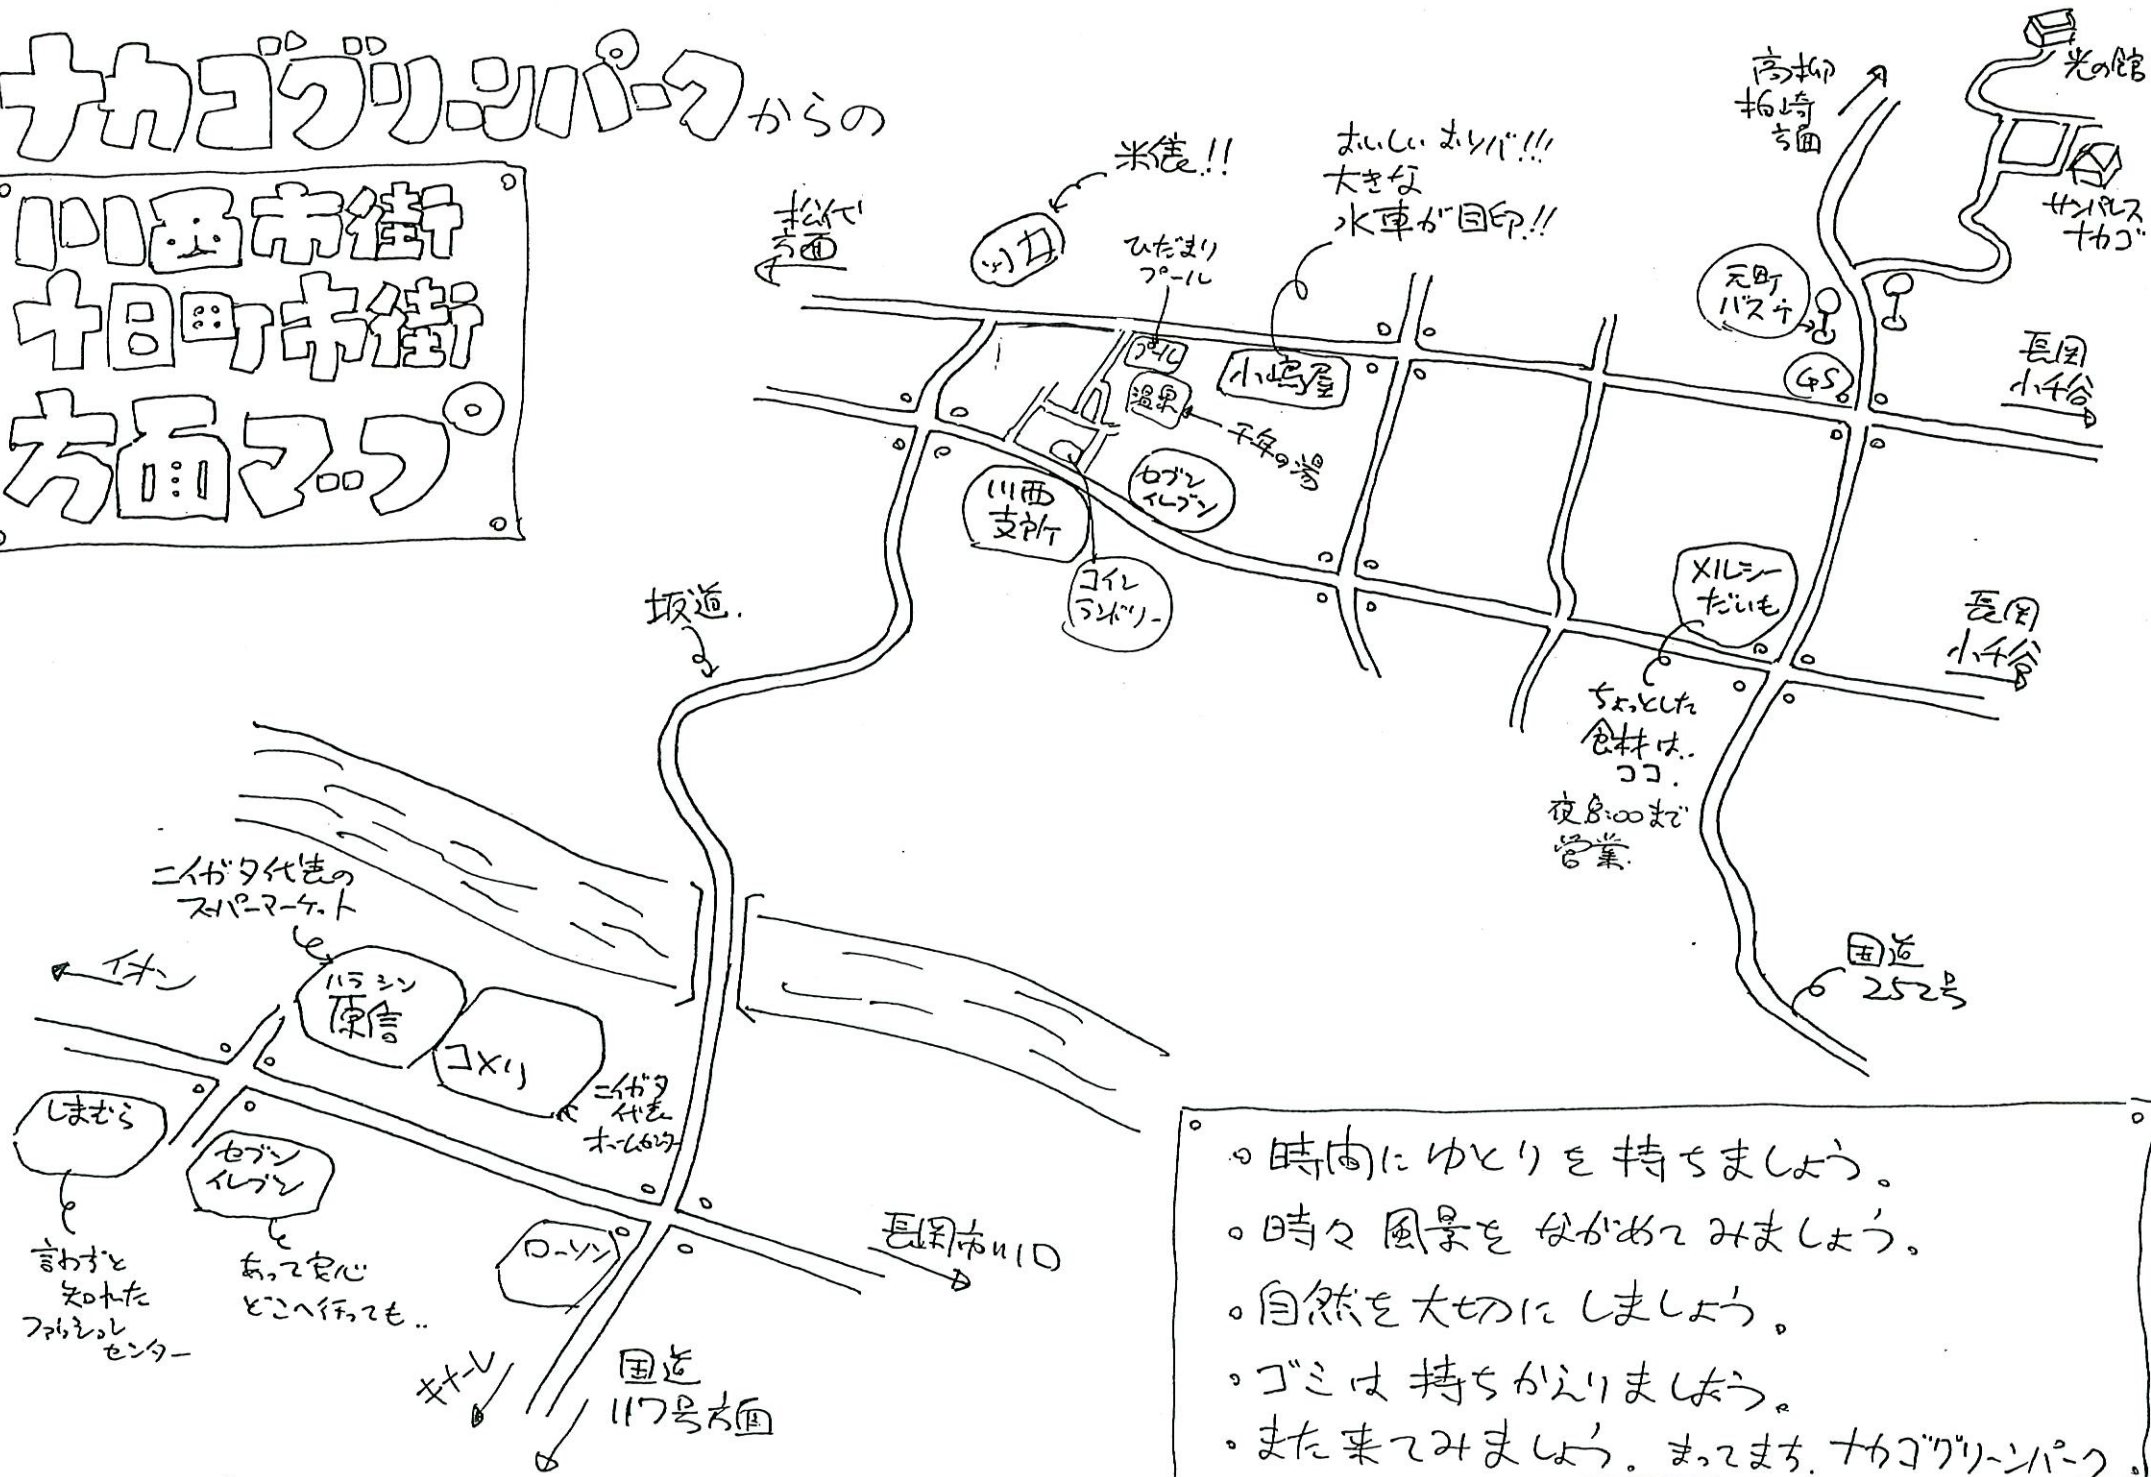 ナカゴグリーンパークからの
川西市街
十日町市街
方面マップ
高柳
柏崎
方面
光の館
サンパレス
ナカゴ
米俵!!
おいしいおソバ!!!
大きな
水車が目印!!
松代
方面
ひだまり
プール
プール
温泉
千年の湯
小嶋屋
元町
バス停
GS
長岡
小千谷
川西
支所
セブン
イレブン
コイン
ランドリー
メルシー
だいも
長岡
小千谷
ちょっとした
食材は..
ココ.
夜8:00まで
営業.
坂道.
国道
252号
ニイガタ代表の
スーパーマーケット
イオン
ハラシン
原信
コメリ
ニイガタ
代表
ホームセンター
しまむら
セブン
イレブン
言わずと
知れた
ファッション
センター
あって安心
どこへ行っても..
ローソン
長岡市川口
キナーレ
国道
117号方面
・時間にゆとりを持ちましょう。
・時々風景をながめてみましょう。
・自然を大切にしましょう。
・ゴミは持ちかえりましょう。
・また来てみましょう。まってまち.ナカゴグリーンパーク.